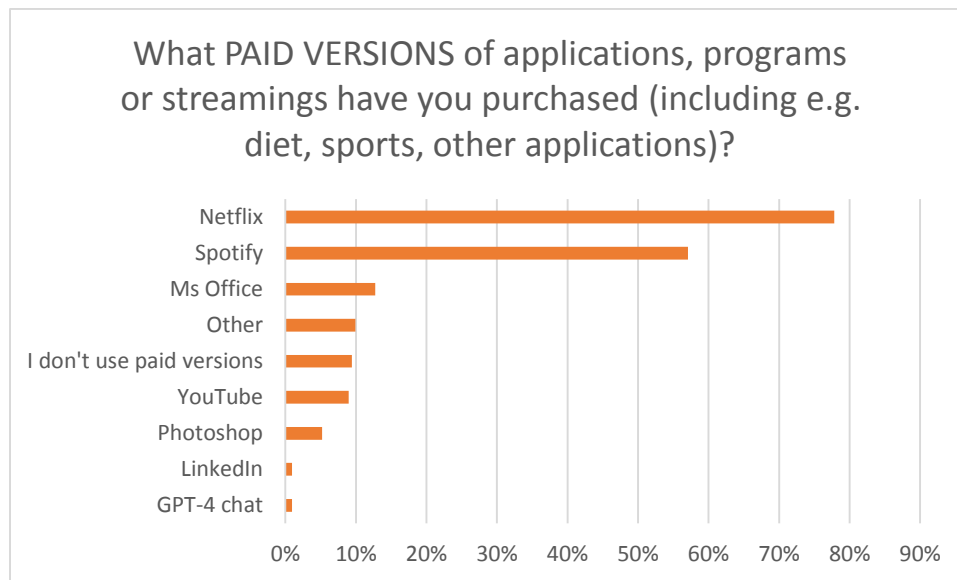 What PAID VERSIONS of applications, programs
or streamings have you purchased (including e.g.
diet, sports, other applications)?
Netflix
Spotify
Ms Office
Other
I don't use paid versions
YouTube
Photoshop
LinkedIn
GPT-4 chat
0% 10% 20% 30% 40% 50% 60% 70% 80% 90%